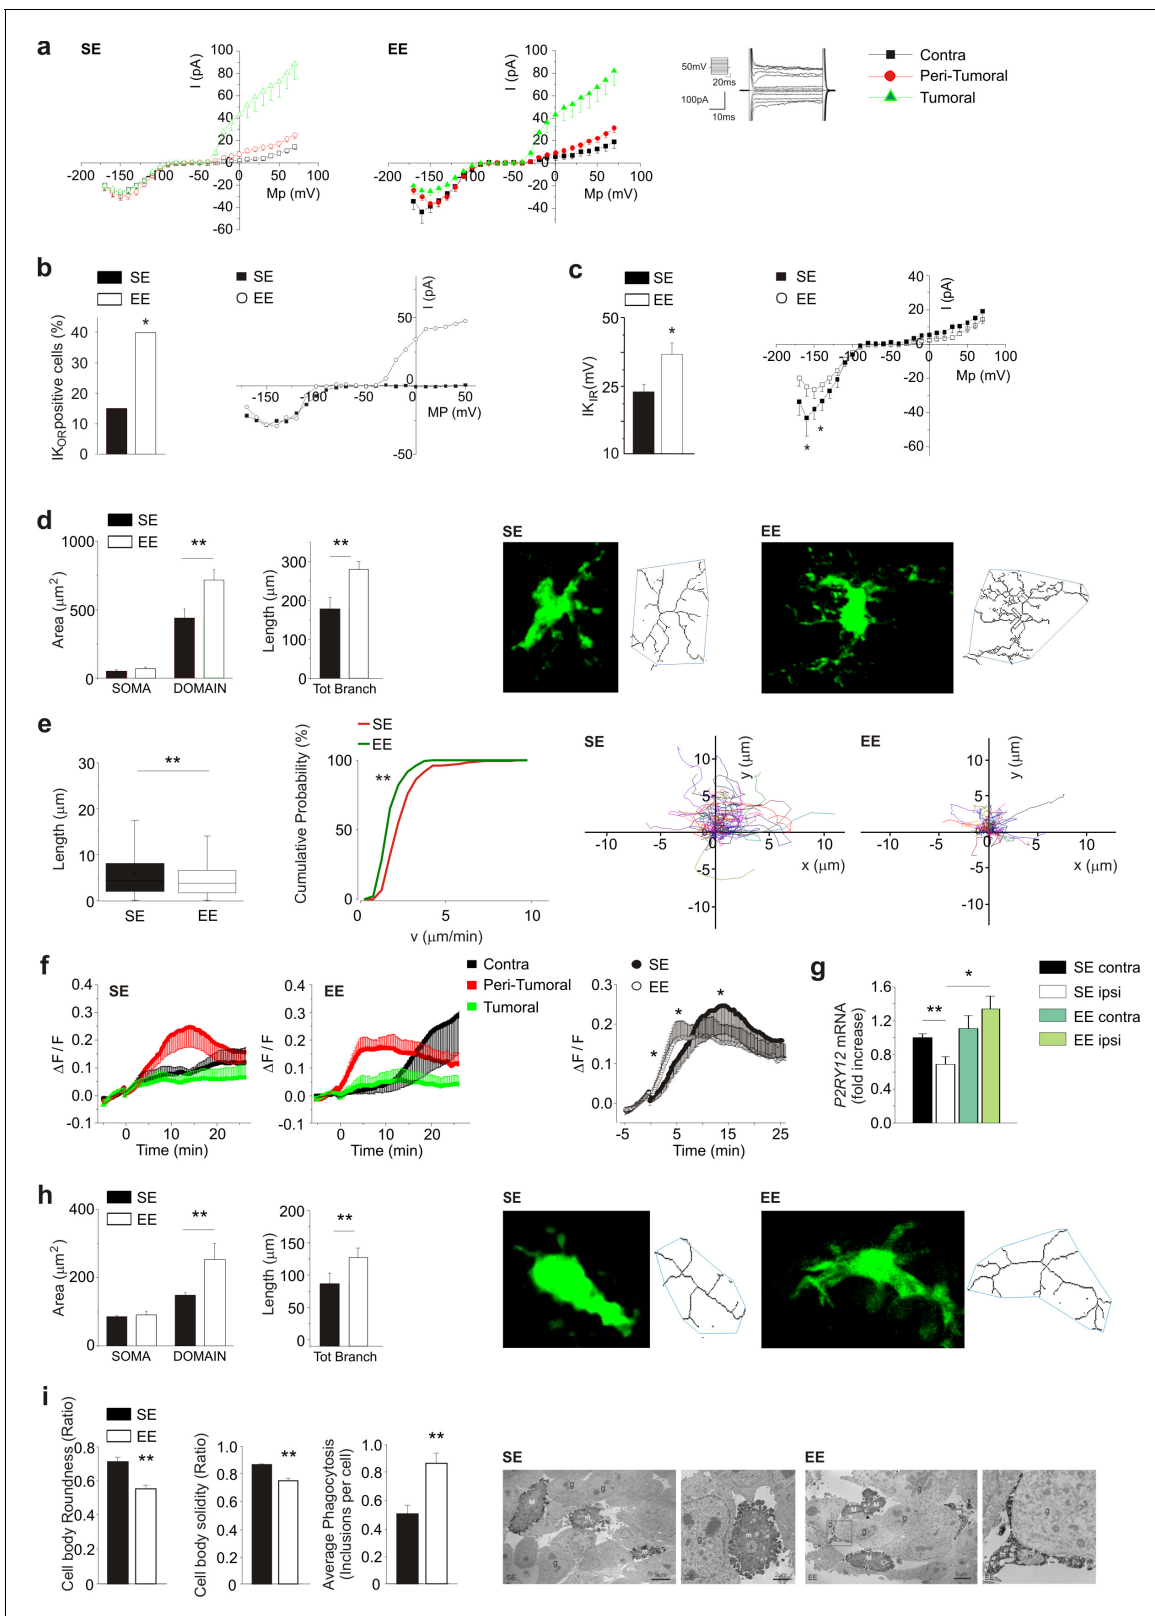 a
SE
I (pA)
100
80
60
40
20
0
-20
-40
-60
-200
-150
-100
-50
0
50
100
Mp (mV)
EE
I (pA)
100
80
60
40
20
0
-20
-40
-200
-150
-100
-50
0
50
100
Mp (mV)
50mV
20ms
100pA
10ms
Contra
Peri-Tumoral
Tumoral
b
SE
EE
IKORpositive cells (%)
40
30
20
10
0
*
SE
EE
I (pA)
50
0
-50
-150
-100
-50
0
50
MP (mV)
c
SE
EE
IKIR(mV)
50
25
10
*
SE
EE
I (pA)
40
20
0
-20
-40
-60
-200
-150
-100
-50
0
50
100
Mp (mV)
*
*
d
SE
EE
Area (µm2)
1000
500
0
**
SOMA
DOMAIN
Length (µm)
300
200
100
0
**
Tot Branch
SE
EE
e
Length (µm)
30
20
10
0
**
SE
EE
Cumulative Probability (%)
SE
EE
100
50
0
**
0
5
10
v (µm/min)
SE
y (µm)
10
5
0
-5
-10
-5
5
10
x (µm)
EE
y (µm)
10
5
0
-5
-10
-5
5
10
x (µm)
f
SE
ΔF / F
0.4
0.3
0.2
0.1
0.0
-0.1
0
10
20
Time (min)
EE
ΔF / F
0.4
0.3
0.2
0.1
0.0
-0.1
0
10
20
Time (min)
Contra
Peri-Tumoral
Tumoral
SE
EE
ΔF / F
0.2
0.1
0.0
*
*
*
-5
5
15
25
Time (min)
g
P2RY12 mRNA
(fold increase)
1.6
1.2
0.8
0.4
0.0
**
*
SE contra
SE ipsi
EE contra
EE ipsi
h
SE
EE
Area (µm2)
400
200
0
**
SOMA
DOMAIN
Length (µm)
200
150
100
50
0
**
Tot Branch
SE
EE
i
SE
EE
Cell body Roundness (Ratio)
0.8
0.6
0.4
0.2
0
**
Cell body solidity (Ratio)
1.0
0.8
0.6
0.4
0.2
0
**
Average Phagocytosis
(Inclusions per cell)
1.0
0.8
0.6
0.4
0.2
0
**
SE
EE